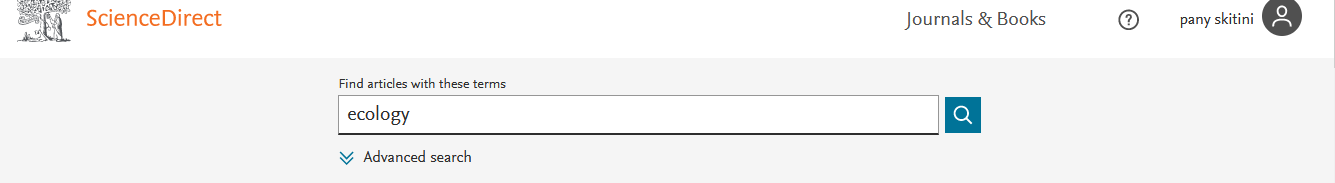 ScienceDirect
Journals & Books
?
pany skitini
Find articles with these terms
ecology
Advanced search